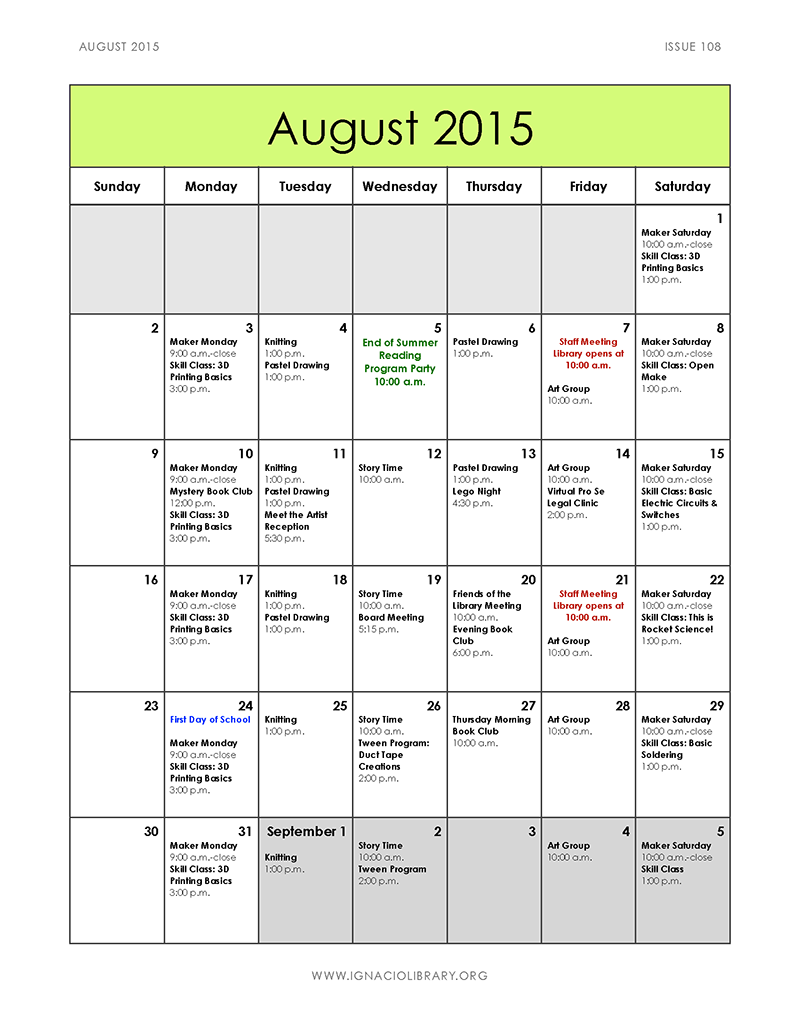 AUGUST 2015
ISSUE 108
August 2015
Sunday
Monday
Tuesday
Wednesday
Thursday
Friday
Saturday
1
Maker Saturday
10:00 a.m.-close
Skill Class: 3D
Printing Basics
1:00 p.m.
2
3
Maker Monday
9:00 a.m.-close
Skill Class: 3D
Printing Basics
3:00 p.m.
4
Knitting
1:00 p.m.
Pastel Drawing
1:00 p.m.
5
End of Summer
Reading
Program Party
10:00 a.m.
6
Pastel Drawing
1:00 p.m.
7
Staff Meeting
Library opens at
10:00 a.m.
Art Group
10:00 a.m.
8
Maker Saturday
10:00 a.m.-close
Skill Class: Open
Make
1:00 p.m.
9
10
Maker Monday
9:00 a.m.-close
Mystery Book Club
12:00 p.m.
Skill Class: 3D
Printing Basics
3:00 p.m.
11
Knitting
1:00 p.m.
Pastel Drawing
1:00 p.m.
Meet the Artist
Reception
5:30 p.m.
12
Story Time
10:00 a.m.
13
Pastel Drawing
1:00 p.m.
Lego Night
4:30 p.m.
14
Art Group
10:00 a.m.
Virtual Pro Se
Legal Clinic
2:00 p.m.
15
Maker Saturday
10:00 a.m.-close
Skill Class: Basic
Electric Circuits &
Switches
1:00 p.m.
16
17
Maker Monday
9:00 a.m.-close
Skill Class: 3D
Printing Basics
3:00 p.m.
18
Knitting
1:00 p.m.
Pastel Drawing
1:00 p.m.
19
Story Time
10:00 a.m.
Board Meeting
5:15 p.m.
20
Friends of the
Library Meeting
10:00 a.m.
Evening Book
Club
6:00 p.m.
21
Staff Meeting
Library opens at
10:00 a.m.
Art Group
10:00 a.m.
22
Maker Saturday
10:00 a.m.-close
Skill Class: This is
Rocket Science!
1:00 p.m.
23
24
First Day of School
Maker Monday
9:00 a.m.-close
Skill Class: 3D
Printing Basics
3:00 p.m.
25
Knitting
1:00 p.m.
26
Story Time
10:00 a.m.
Tween Program:
Duct Tape
Creations
2:00 p.m.
27
Thursday Morning
Book Club
10:00 a.m.
28
Art Group
10:00 a.m.
29
Maker Saturday
10:00 a.m.-close
Skill Class: Basic
Soldering
1:00 p.m.
30
31
Maker Monday
9:00 a.m.-close
Skill Class: 3D
Printing Basics
3:00 p.m.
September 1
Knitting
1:00 p.m.
2
Story Time
10:00 a.m.
Tween Program
2:00 p.m.
3
4
Art Group
10:00 a.m.
5
Maker Saturday
10:00 a.m.-close
Skill Class
1:00 p.m.
WWW.IGNACIOLIBRARY.ORG